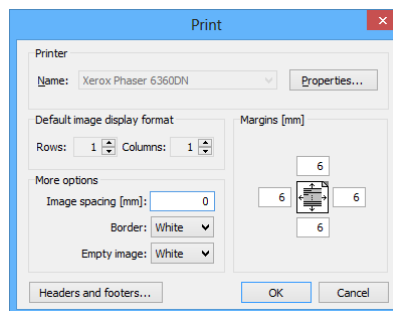 Print
Printer
Name: Xerox Phaser 6360DN Properties...
Default image display format
Rows: 1 Columns: 1
More options
Image spacing [mm]: 0
Border: White
Empty image: White
Margins [mm]
6
6 6
6
Headers and footers... OK Cancel